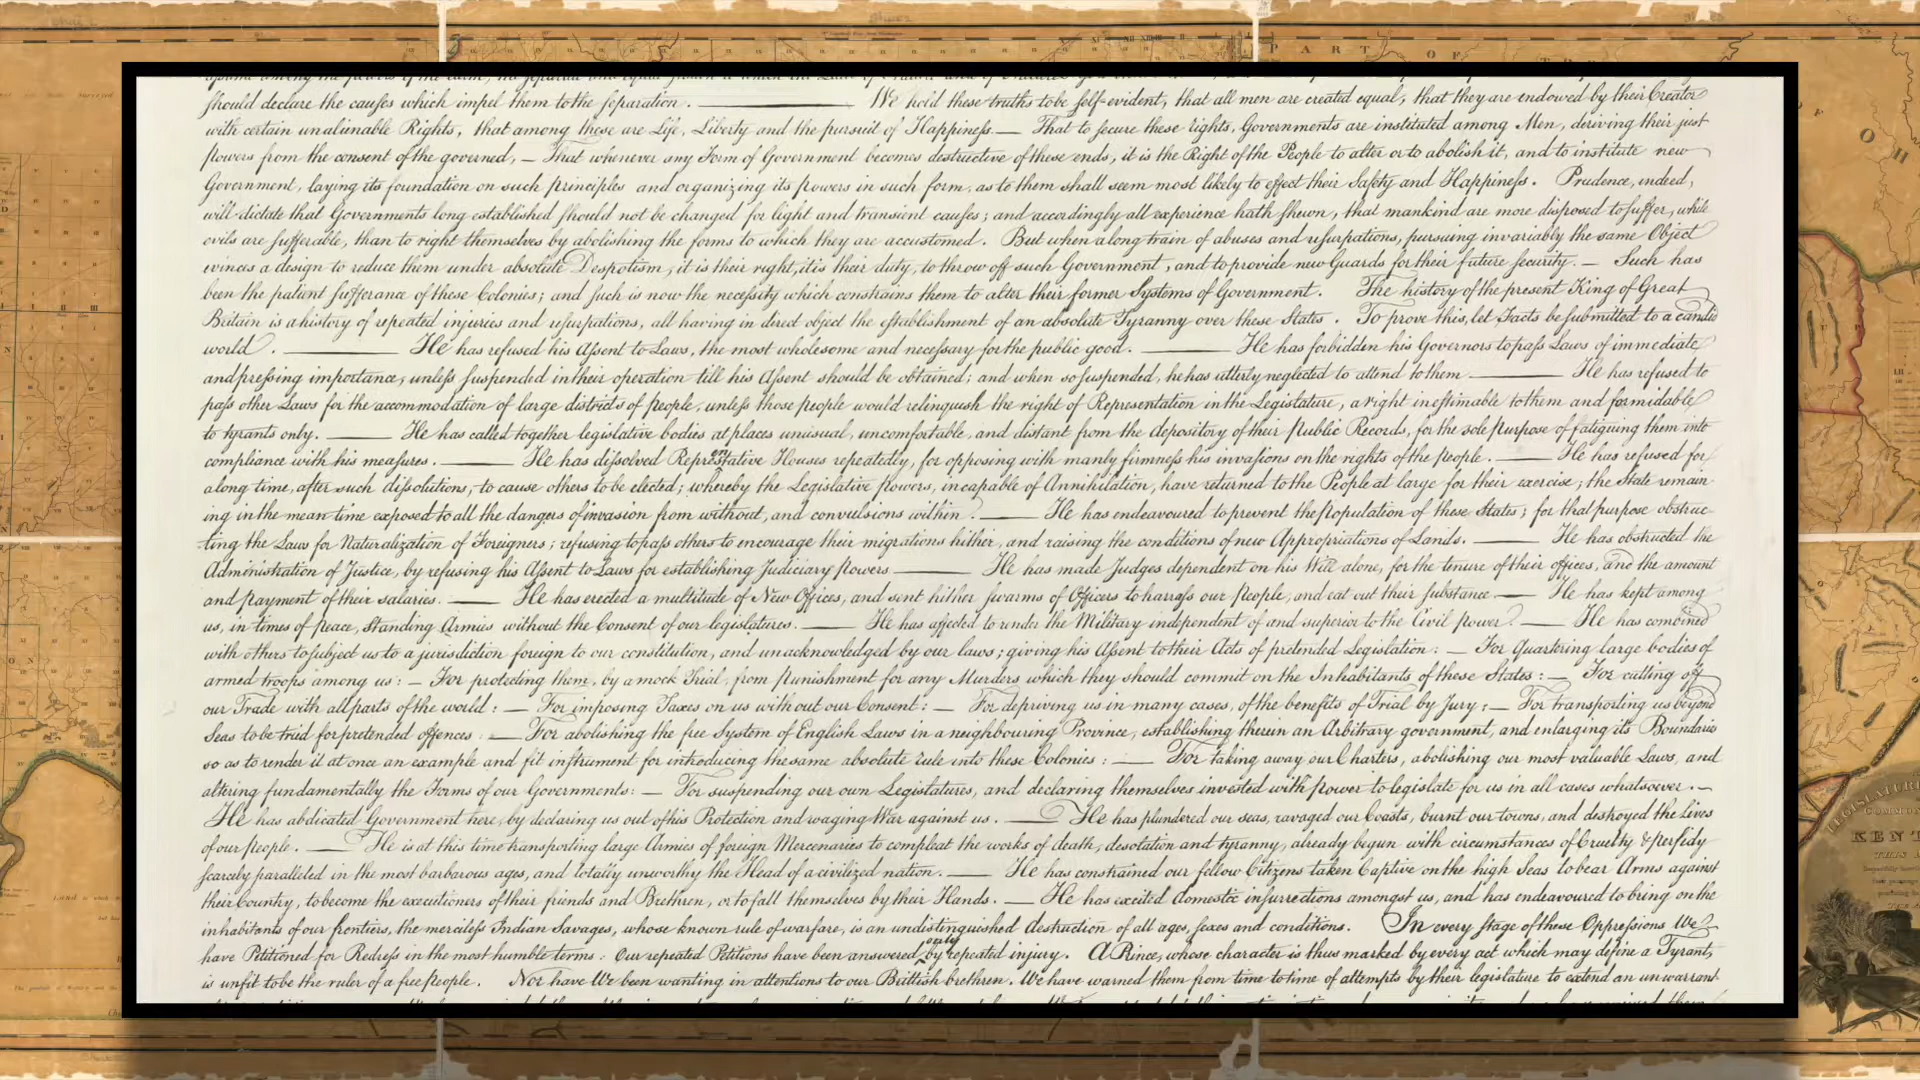 should declare the causes which impel them to the separation. ——— We hold these truths to be self-evident, that all men are created equal, that they are endowed by their Creator
with certain unalienable Rights, that among these are Life, Liberty and the pursuit of Happiness. — That to secure these rights, Governments are instituted among Men, deriving their just
powers from the consent of the governed, — That whenever any Form of Government becomes destructive of these ends, it is the Right of the People to alter or to abolish it, and to institute new
Government, laying its foundation on such principles and organizing its powers in such form, as to them shall seem most likely to effect their Safety and Happiness. Prudence, indeed,
will dictate that Governments long established should not be changed for light and transient causes; and accordingly all experience hath shewn, that mankind are more disposed to suffer, while
evils are sufferable, than to right themselves by abolishing the forms to which they are accustomed. But when a long train of abuses and usurpations, pursuing invariably the same Object
evinces a design to reduce them under absolute Despotism, it is their right, it is their duty, to throw off such Government, and to provide new Guards for their future security. — Such has
been the patient sufferance of these Colonies; and such is now the necessity which constrains them to alter their former Systems of Government. The history of the present King of Great
Britain is a history of repeated injuries and usurpations, all having in direct object the establishment of an absolute Tyranny over these States. To prove this, let Facts be submitted to a candid
world. ——— He has refused his Assent to Laws, the most wholesome and necessary for the public good. ——— He has forbidden his Governors to pass Laws of immediate
and pressing importance, unless suspended in their operation till his Assent should be obtained; and when so suspended, he has utterly neglected to attend to them ——— He has refused to
pass other Laws for the accommodation of large districts of people, unless those people would relinquish the right of Representation in the Legislature, a right inestimable to them and formidable
to tyrants only. ——— He has called together legislative bodies at places unusual, uncomfortable, and distant from the depository of their Public Records, for the sole purpose of fatiguing them into
compliance with his measures. ——— He has dissolved Representative Houses repeatedly, for opposing with manly firmness his invasions on the rights of the people. ——— He has refused for
a long time, after such dissolutions, to cause others to be elected; whereby the Legislative powers, incapable of Annihilation, have returned to the People at large for their exercise; the State remain
ing in the mean time exposed to all the dangers of invasion from without, and convulsions within. ——— He has endeavoured to prevent the population of these States; for that purpose obstruc-
ting the Laws for Naturalization of Foreigners; refusing to pass others to encourage their migrations hither, and raising the conditions of new Appropriations of Lands. ——— He has obstructed the
Administration of Justice, by refusing his Assent to Laws for establishing Judiciary powers ——— He has made Judges dependent on his Will alone, for the tenure of their offices, and the amount
and payment of their salaries. ——— He has erected a multitude of New Offices, and sent hither swarms of Officers to harrass our people, and eat out their substance — He has kept among
us, in times of peace, Standing Armies without the Consent of our legislatures. ——— He has affected to render the Military independent of and superior to the Civil power. — He has combined
with others to subject us to a jurisdiction foreign to our constitution, and unacknowledged by our laws; giving his Assent to their Acts of pretended Legislation: — For Quartering large bodies of
armed troops among us: — For protecting them, by a mock Trial, from punishment for any Murders which they should commit on the Inhabitants of these States: — For cutting off
our Trade with all parts of the world: — For imposing Taxes on us without our Consent: — For depriving us in many cases, of the benefits of Trial by Jury: — For transporting us beyond
Seas to be tried for pretended offences — For abolishing the free System of English Laws in a neighbouring Province, establishing therein an Arbitrary government, and enlarging its Boundaries
so as to render it at once an example and fit instrument for introducing the same absolute rule into these Colonies: — For taking away our Charters, abolishing our most valuable Laws, and
altering fundamentally the Forms of our Governments: — For suspending our own Legislatures, and declaring themselves invested with power to legislate for us in all cases whatsoever. —
He has abdicated Government here, by declaring us out of his Protection and waging War against us. — He has plundered our seas, ravaged our Coasts, burnt our towns, and destroyed the Lives
of our people. — He is at this time transporting large Armies of foreign Mercenaries to compleat the works of death, desolation and tyranny, already begun with circumstances of Cruelty & perfidy
scarcely paralleled in the most barbarous ages, and totally unworthy the Head of a civilized nation. — He has constrained our fellow Citizens taken Captive on the high Seas to bear Arms against
their Country, to become the executioners of their friends and Brethren, or to fall themselves by their Hands. — He has excited domestic insurrections amongst us, and has endeavoured to bring on the
inhabitants of our frontiers, the merciless Indian Savages, whose known rule of warfare, is an undistinguished destruction of all ages, sexes and conditions. In every stage of these Oppressions We
have Petitioned for Redress in the most humble terms: Our repeated Petitions have been answered only by repeated injury. A Prince, whose character is thus marked by every act which may define a Tyrant,
is unfit to be the ruler of a free people. Nor have We been wanting in attentions to our Brittish brethren. We have warned them from time to time of attempts by their legislature to extend an unwarrant
PART OF
OH
KENT